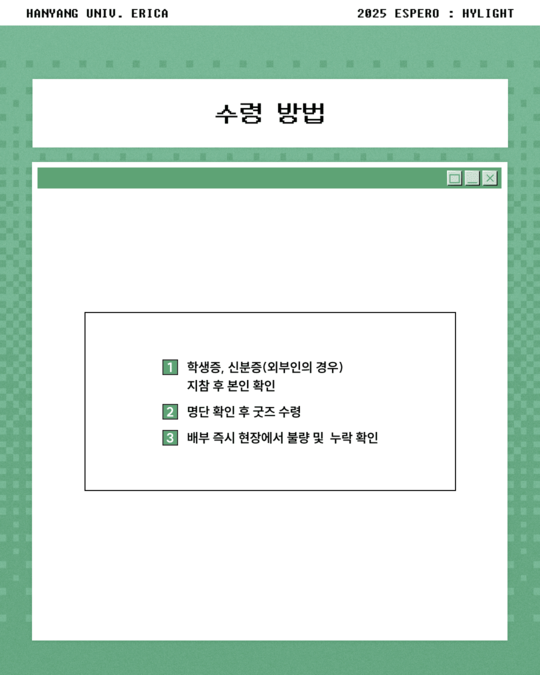 HANYANG UNIV. ERICA
2025 ESPERO : HYLIGHT
수령 방법
1 학생증, 신분증(외부인의 경우)
지참 후 본인 확인
2 명단 확인 후 굿즈 수령
3 배부 즉시 현장에서 불량 및 누락 확인